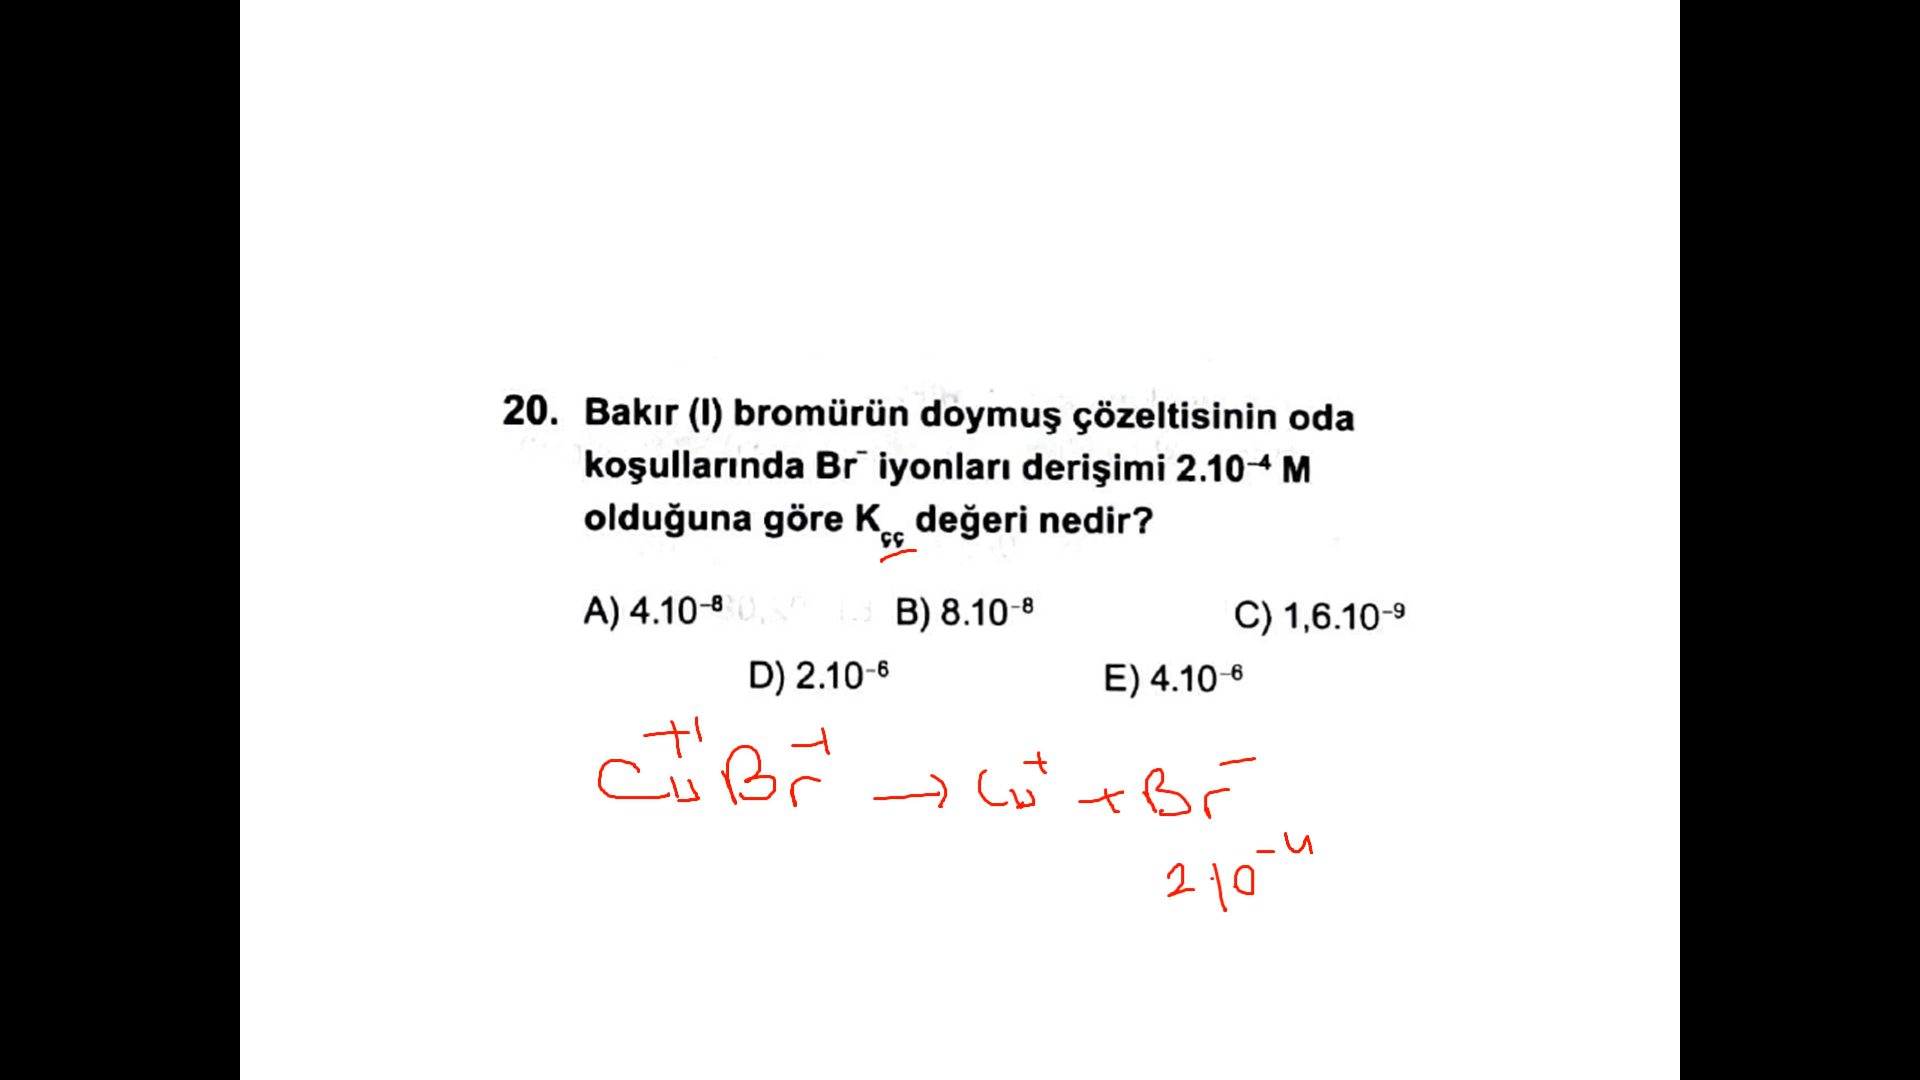 20. Bakır (I) bromürün doymuş çözeltisinin oda
koşullarında Br⁻ iyonları derişimi 2.10⁻⁴ M
olduğuna göre Kçç değeri nedir?
A) 4.10⁻⁸ B) 8.10⁻⁸ C) 1,6.10⁻⁹
D) 2.10⁻⁶ E) 4.10⁻⁶
Cu⁺¹Br⁻¹ → Cu⁺ + Br⁻
2.10⁻⁴